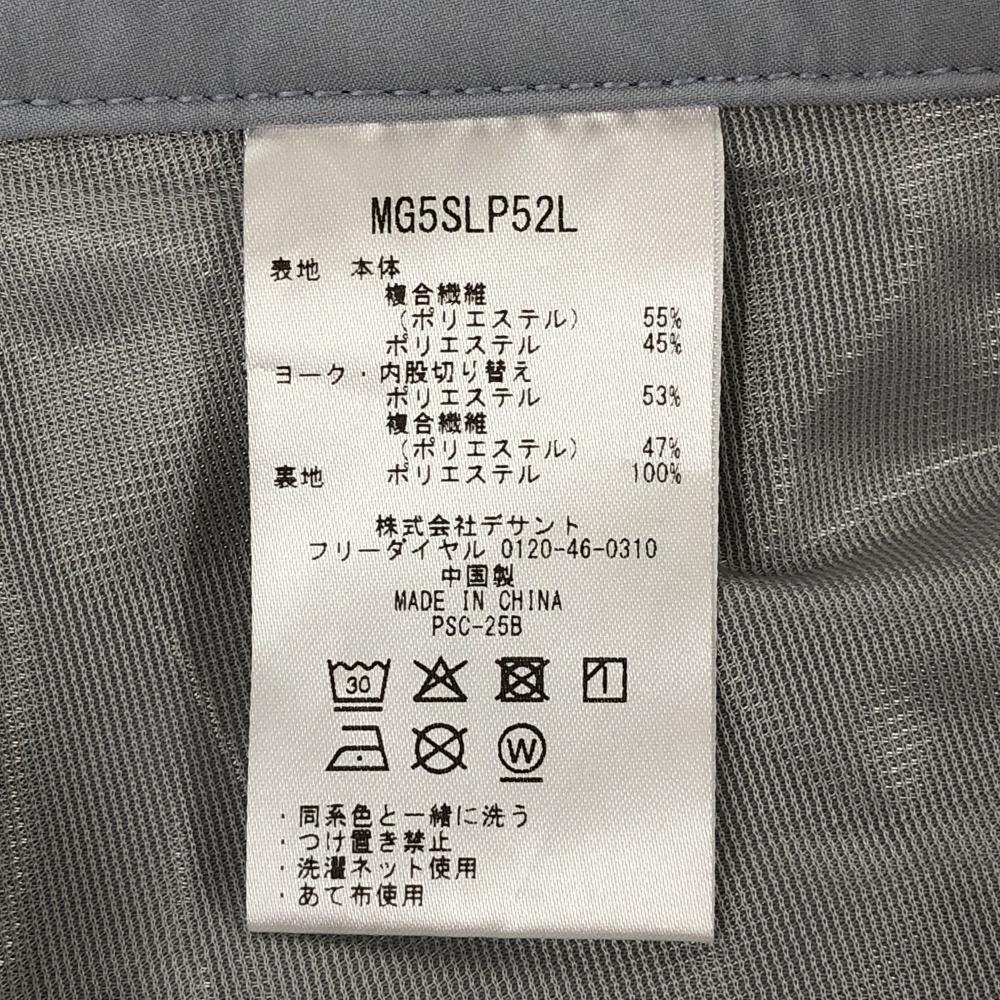 MG5SLP52L
表地 本体
複合繊維
(ポリエステル) 55%
ポリエステル 45%
ヨーク・内股切り替え
ポリエステル 53%
複合繊維
(ポリエステル) 47%
裏地 ポリエステル 100%
株式会社デサント
フリーダイヤル 0120-46-0310
中国製
MADE IN CHINA
PSC-25B
30
W
・同系色と一緒に洗う
・つけ置き禁止
・洗濯ネット使用
・あて布使用